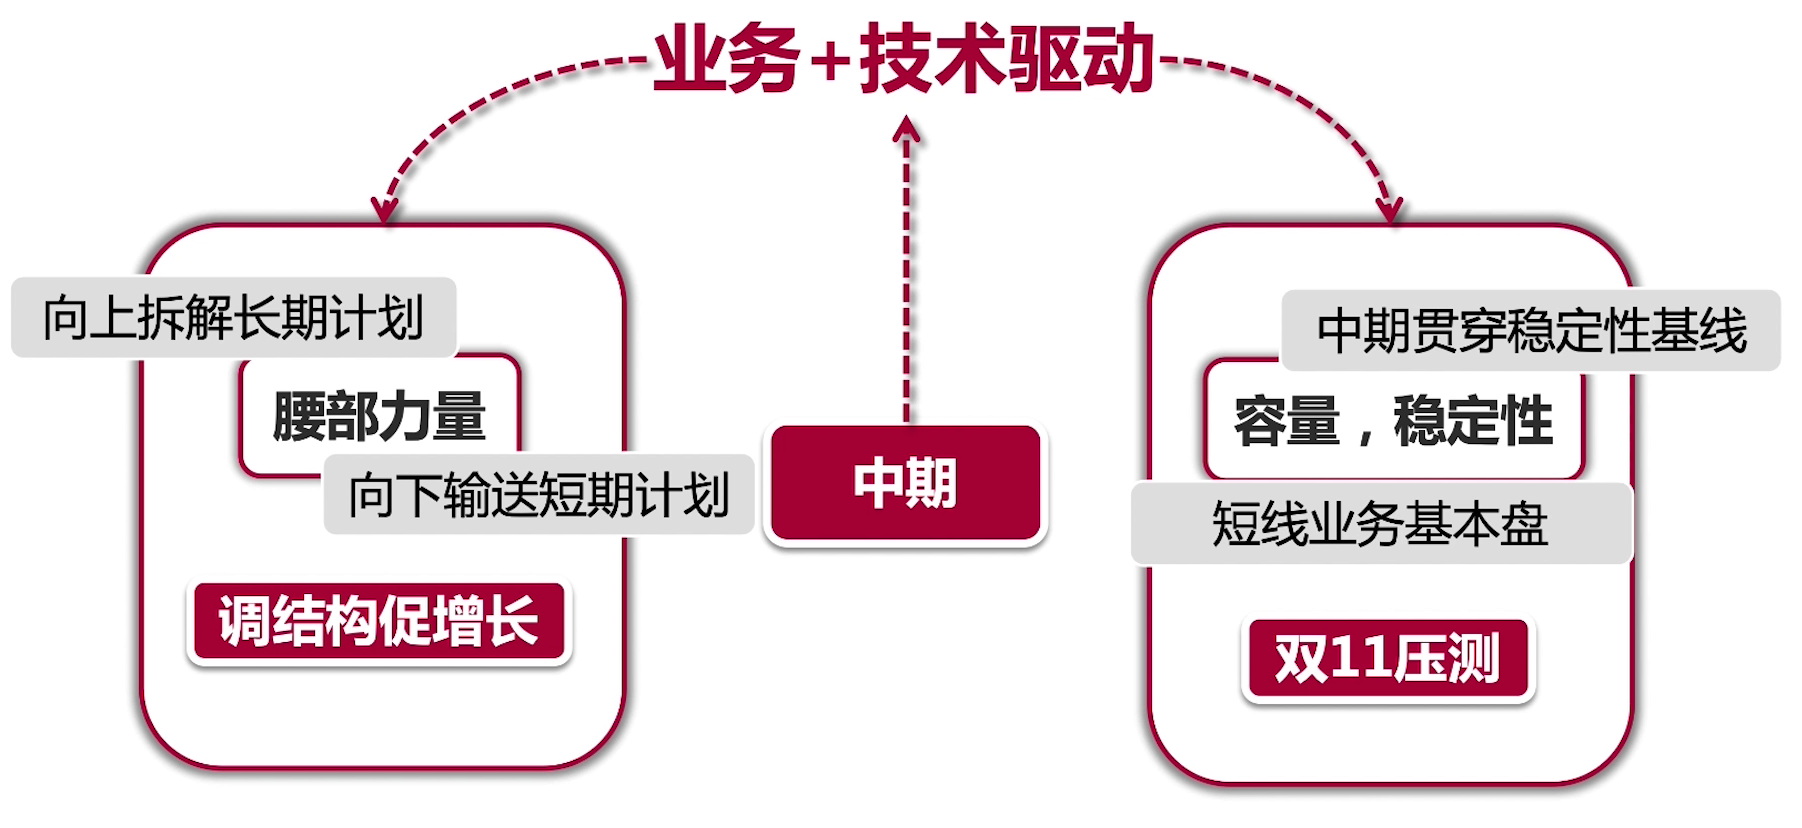 业务+技术驱动
向上拆解长期计划
腰部力量
向下输送短期计划
调结构促增长
中期
中期贯穿稳定性基线
容量，稳定性
短线业务基本盘
双11压测